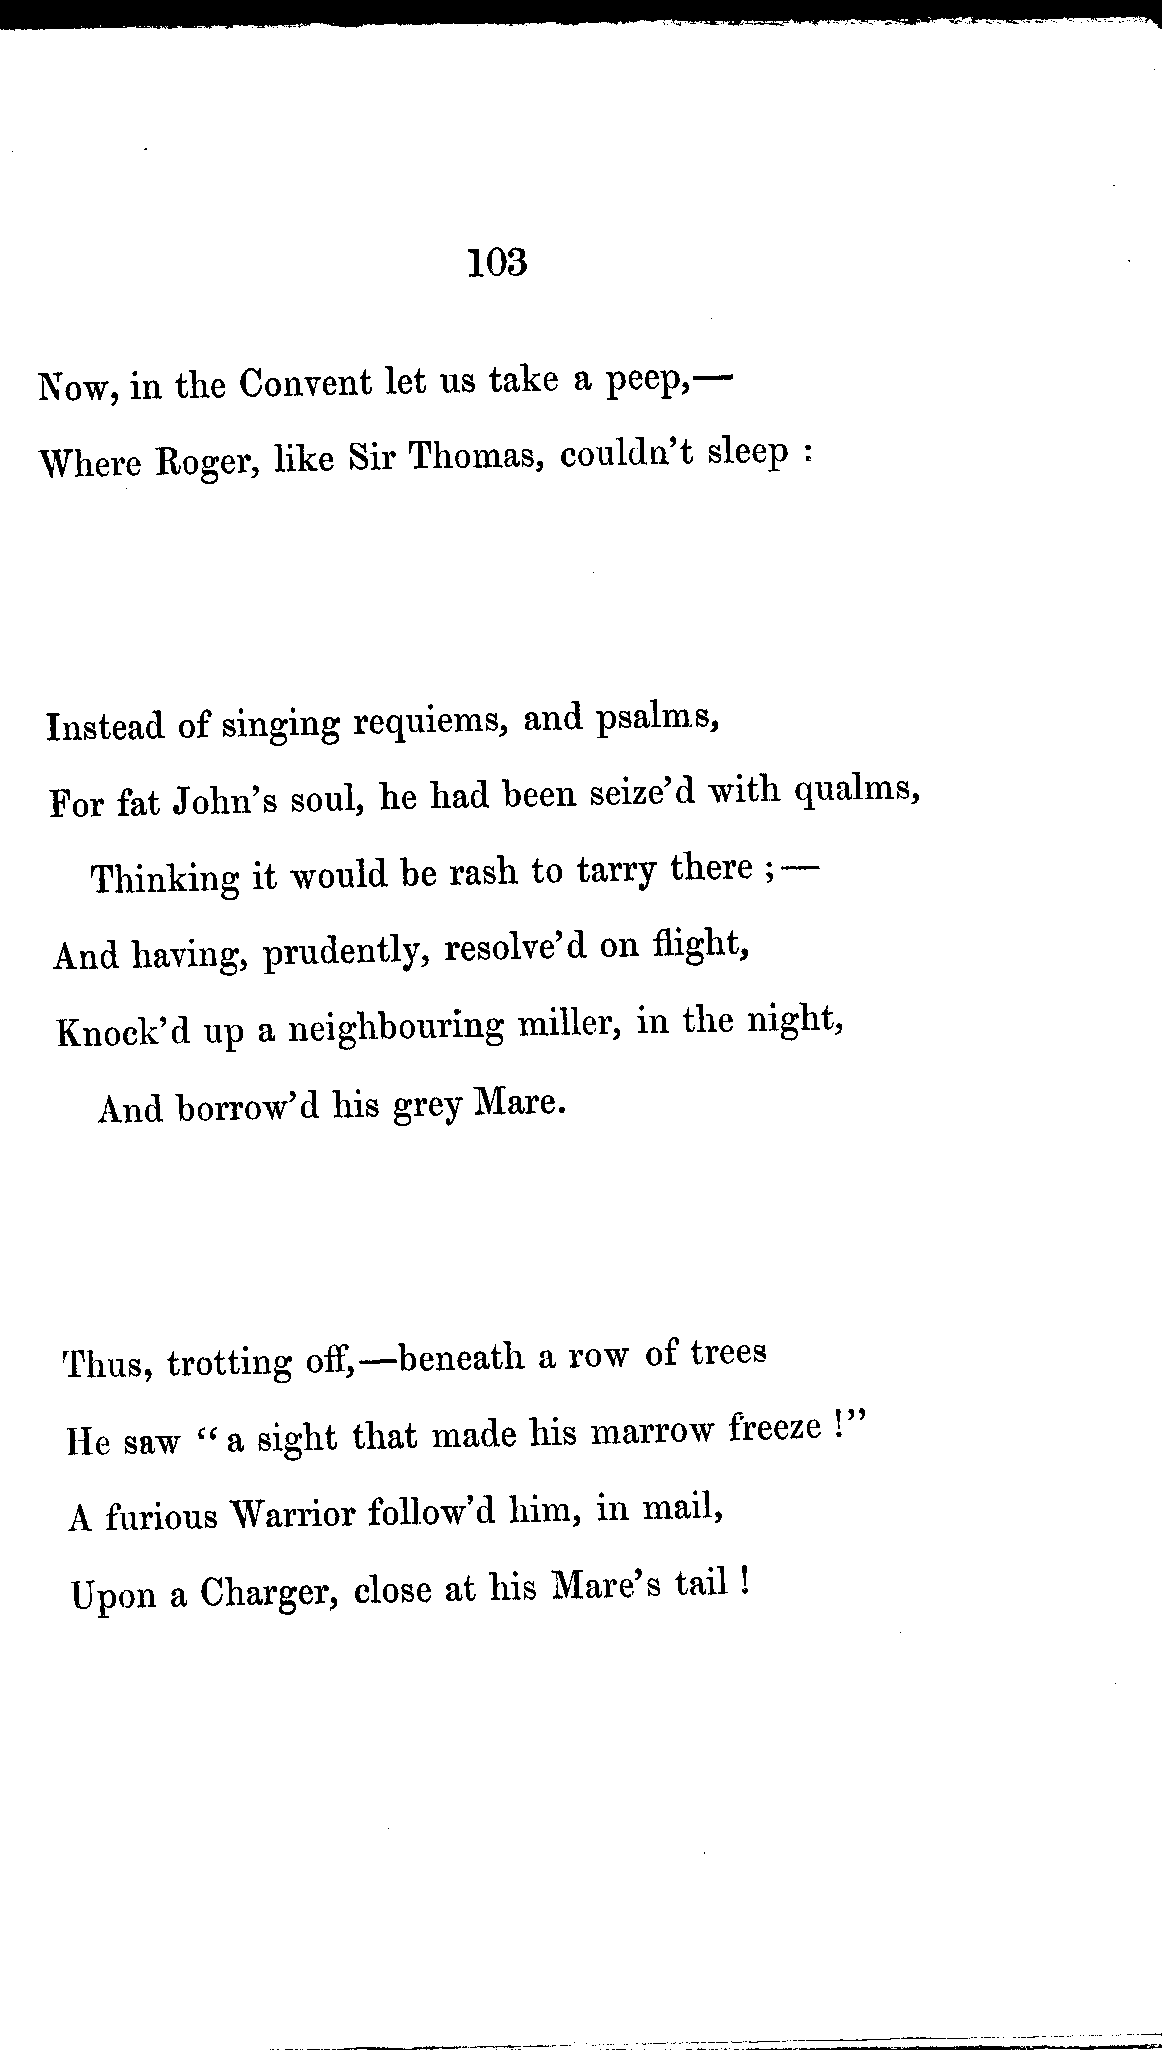 103
Now, in the Convent let us take a peep,—
Where Roger, like Sir Thomas, couldn't sleep :
Instead of singing requiems, and psalms,
For fat John's soul, he had been seize'd with qualms,
Thinking it would be rash to tarry there ;—
And having, prudently, resolve'd on flight,
Knock'd up a neighbouring miller, in the night,
And borrow'd his grey Mare.
Thus, trotting off,—beneath a row of trees
He saw “ a sight that made his marrow freeze !”
A furious Warrior follow'd him, in mail,
Upon a Charger, close at his Mare's tail !